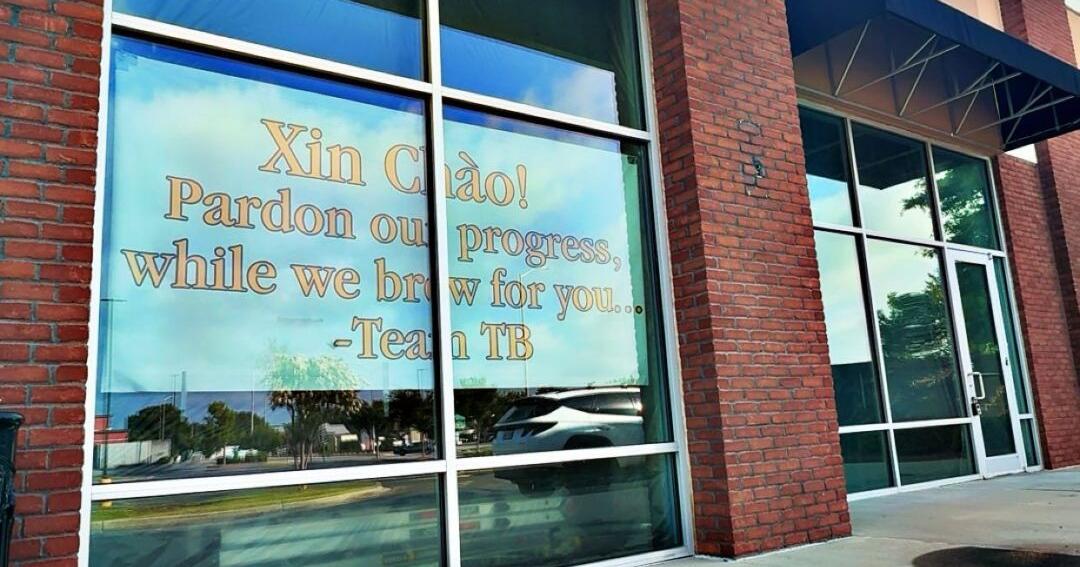 Xin Chào!
Pardon our progress,
while we brew for you...
-Team TB